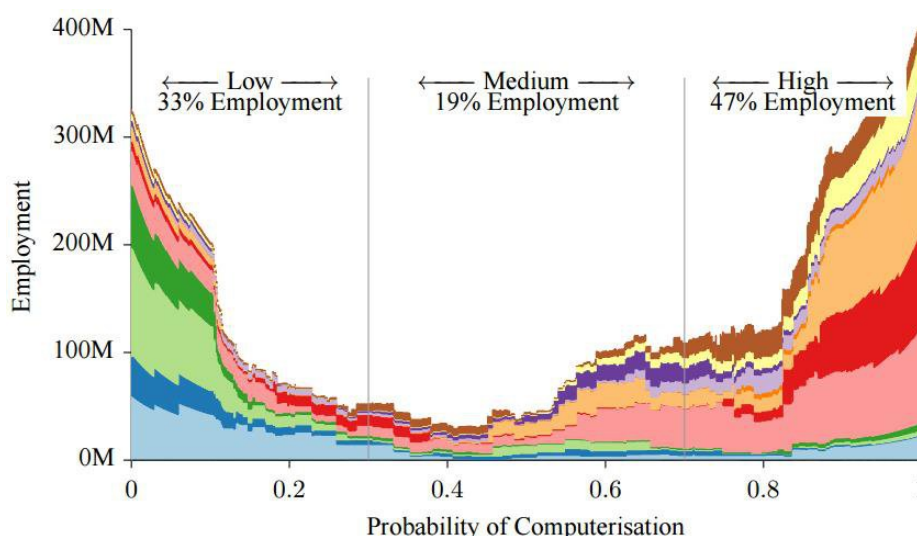 400M
← Low →
33% Employment
← Medium →
19% Employment
← High →
47% Employment
300M
200M
100M
0M
Employment
0
0.2
0.4
0.6
0.8
Probability of Computerisation